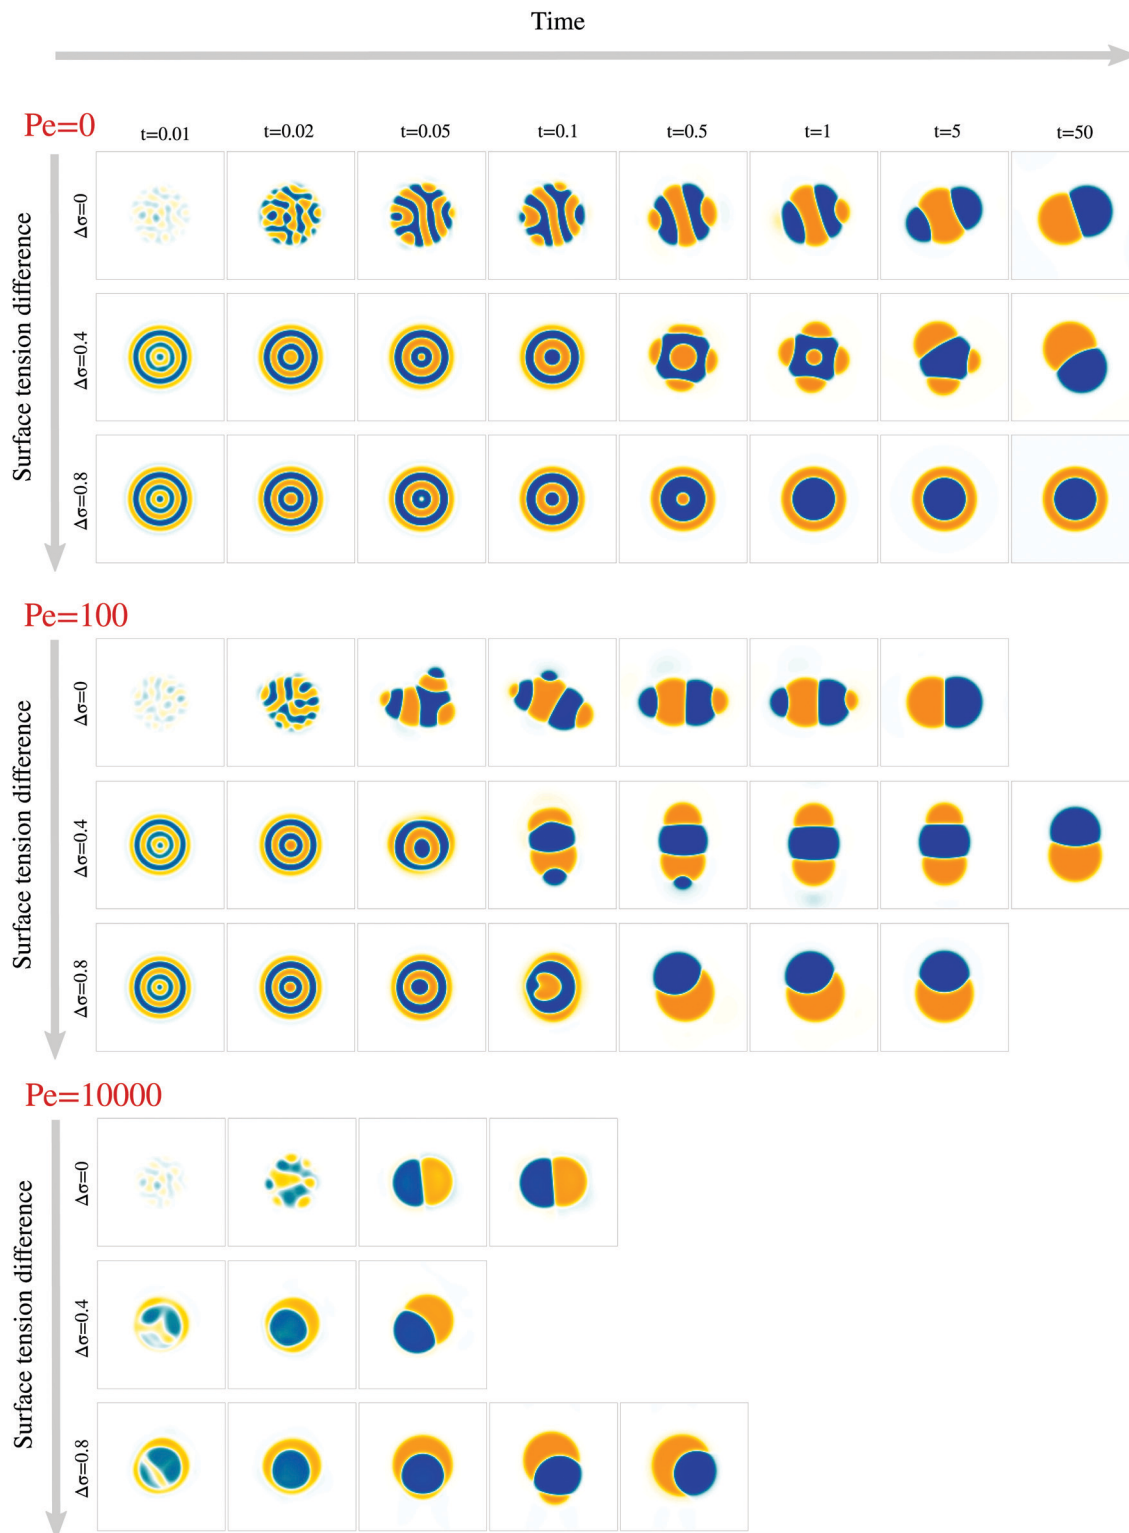 Time
Pe=0
t=0.01 t=0.02 t=0.05 t=0.1 t=0.5 t=1 t=5 t=50
Surface tension difference
Δσ=0
Δσ=0.4
Δσ=0.8
Pe=100
Surface tension difference
Δσ=0
Δσ=0.4
Δσ=0.8
Pe=10000
Surface tension difference
Δσ=0
Δσ=0.4
Δσ=0.8